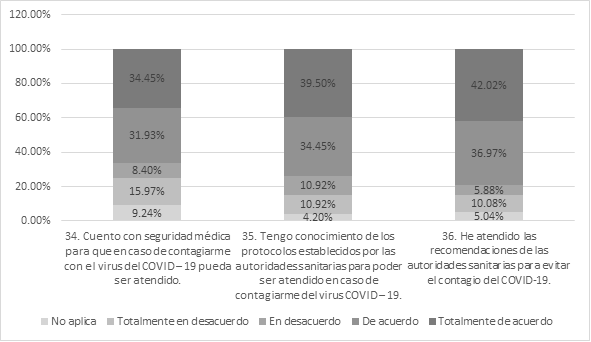 120.00%
100.00%
80.00%
60.00%
40.00%
20.00%
0.00%
34.45%
31.93%
8.40%
15.97%
9.24%
39.50%
34.45%
10.92%
10.92%
4.20%
42.02%
36.97%
5.88%
10.08%
5.04%
34. Cuento con seguridad médica
para que en caso de contagiarme
con el virus del COVID – 19 pueda
ser atendido.
35. Tengo conocimiento de los
protocolos establecidos por las
autoridades sanitarias para poder
ser atendido en caso de
contagiarme del virus COVID – 19.
36. He atendido las
recomendaciones de las
autoridades sanitarias para evitar
el contagio del COVID-19.
No aplica
Totalmente en desacuerdo
En desacuerdo
De acuerdo
Totalmente de acuerdo